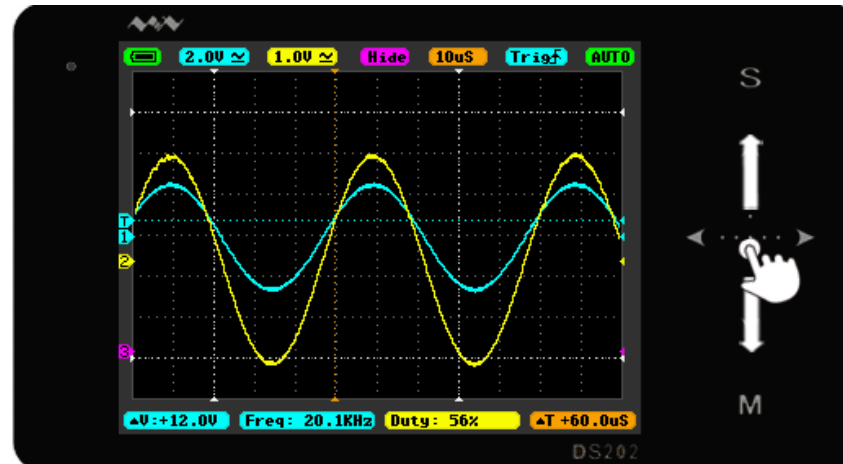 2.0V ≃ 1.0V ≃ Hide 10uS Trig AUTO
S
T
1
2
3
M
▲V:+12.0V Freq: 20.1KHz Duty: 56% ▲T +60.0uS
DS202